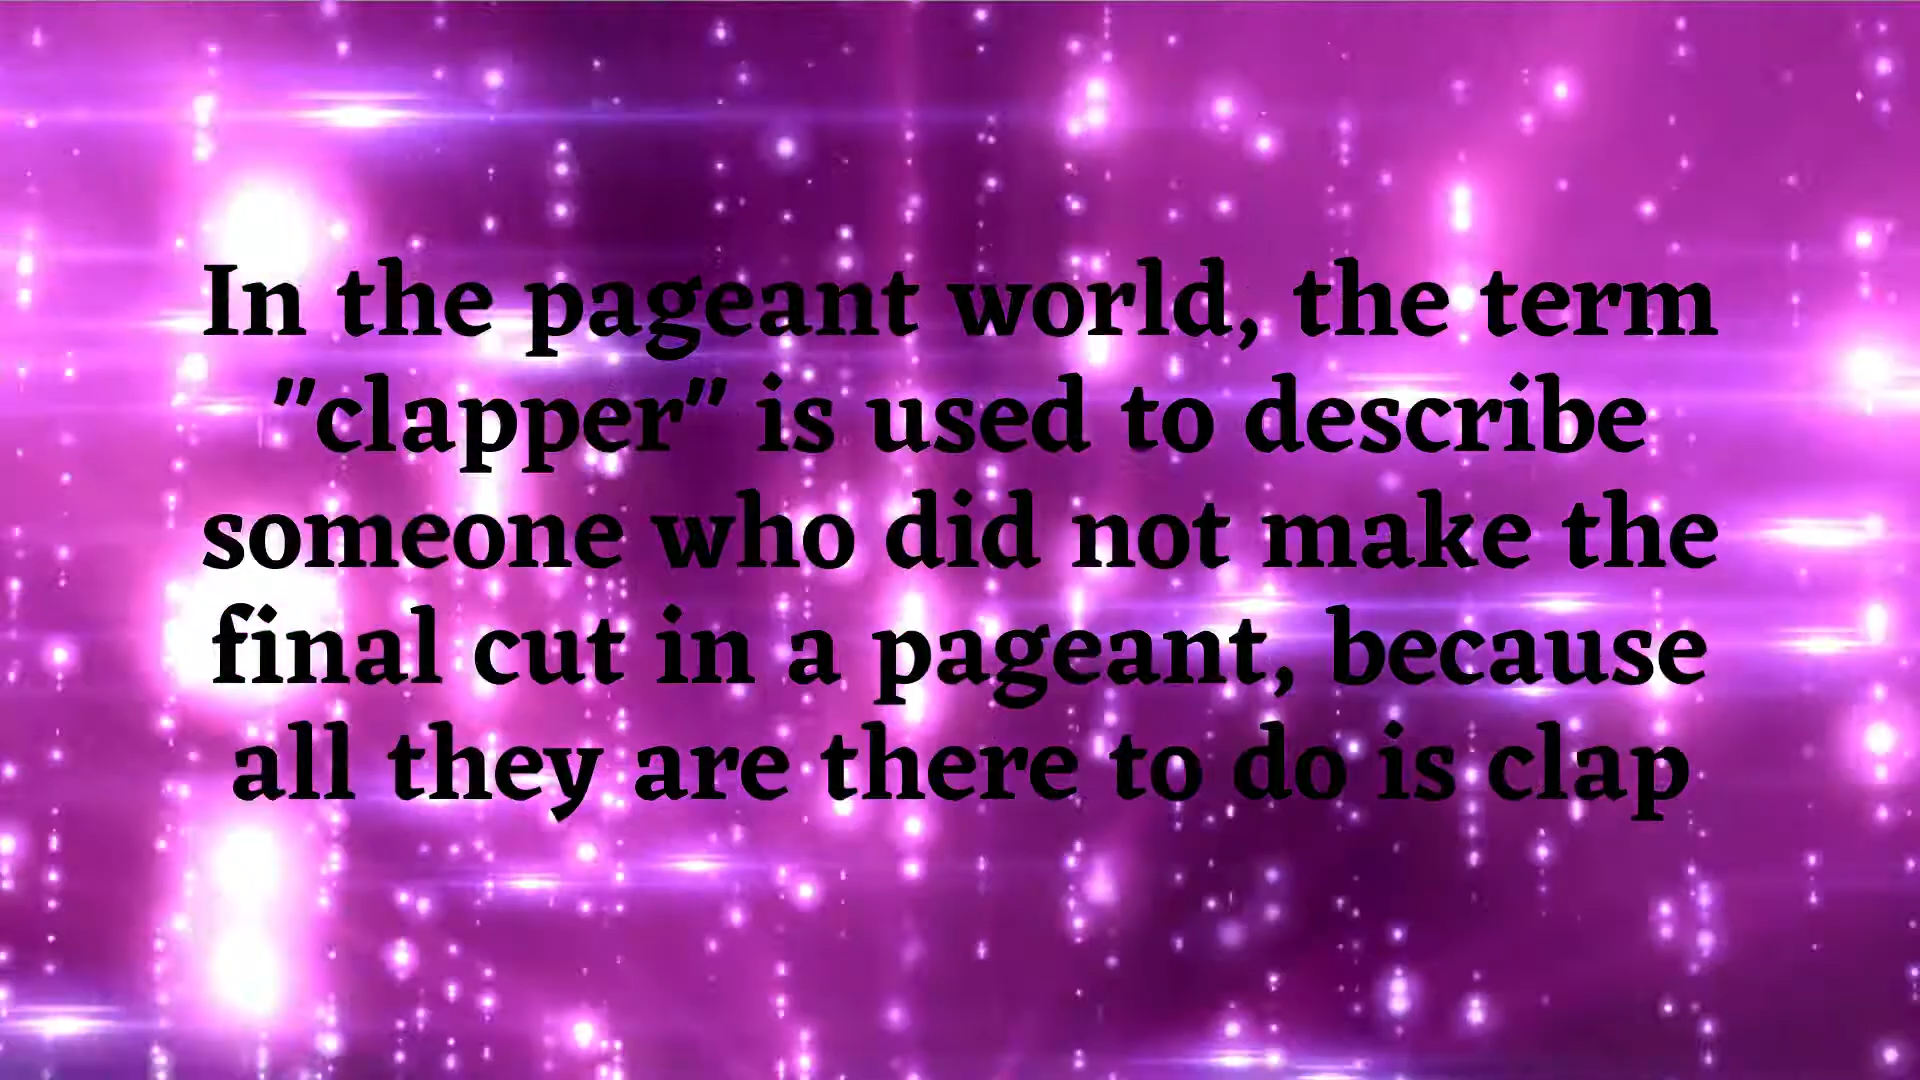 In the pageant world, the term
"clapper" is used to describe
someone who did not make the
final cut in a pageant, because
all they are there to do is clap